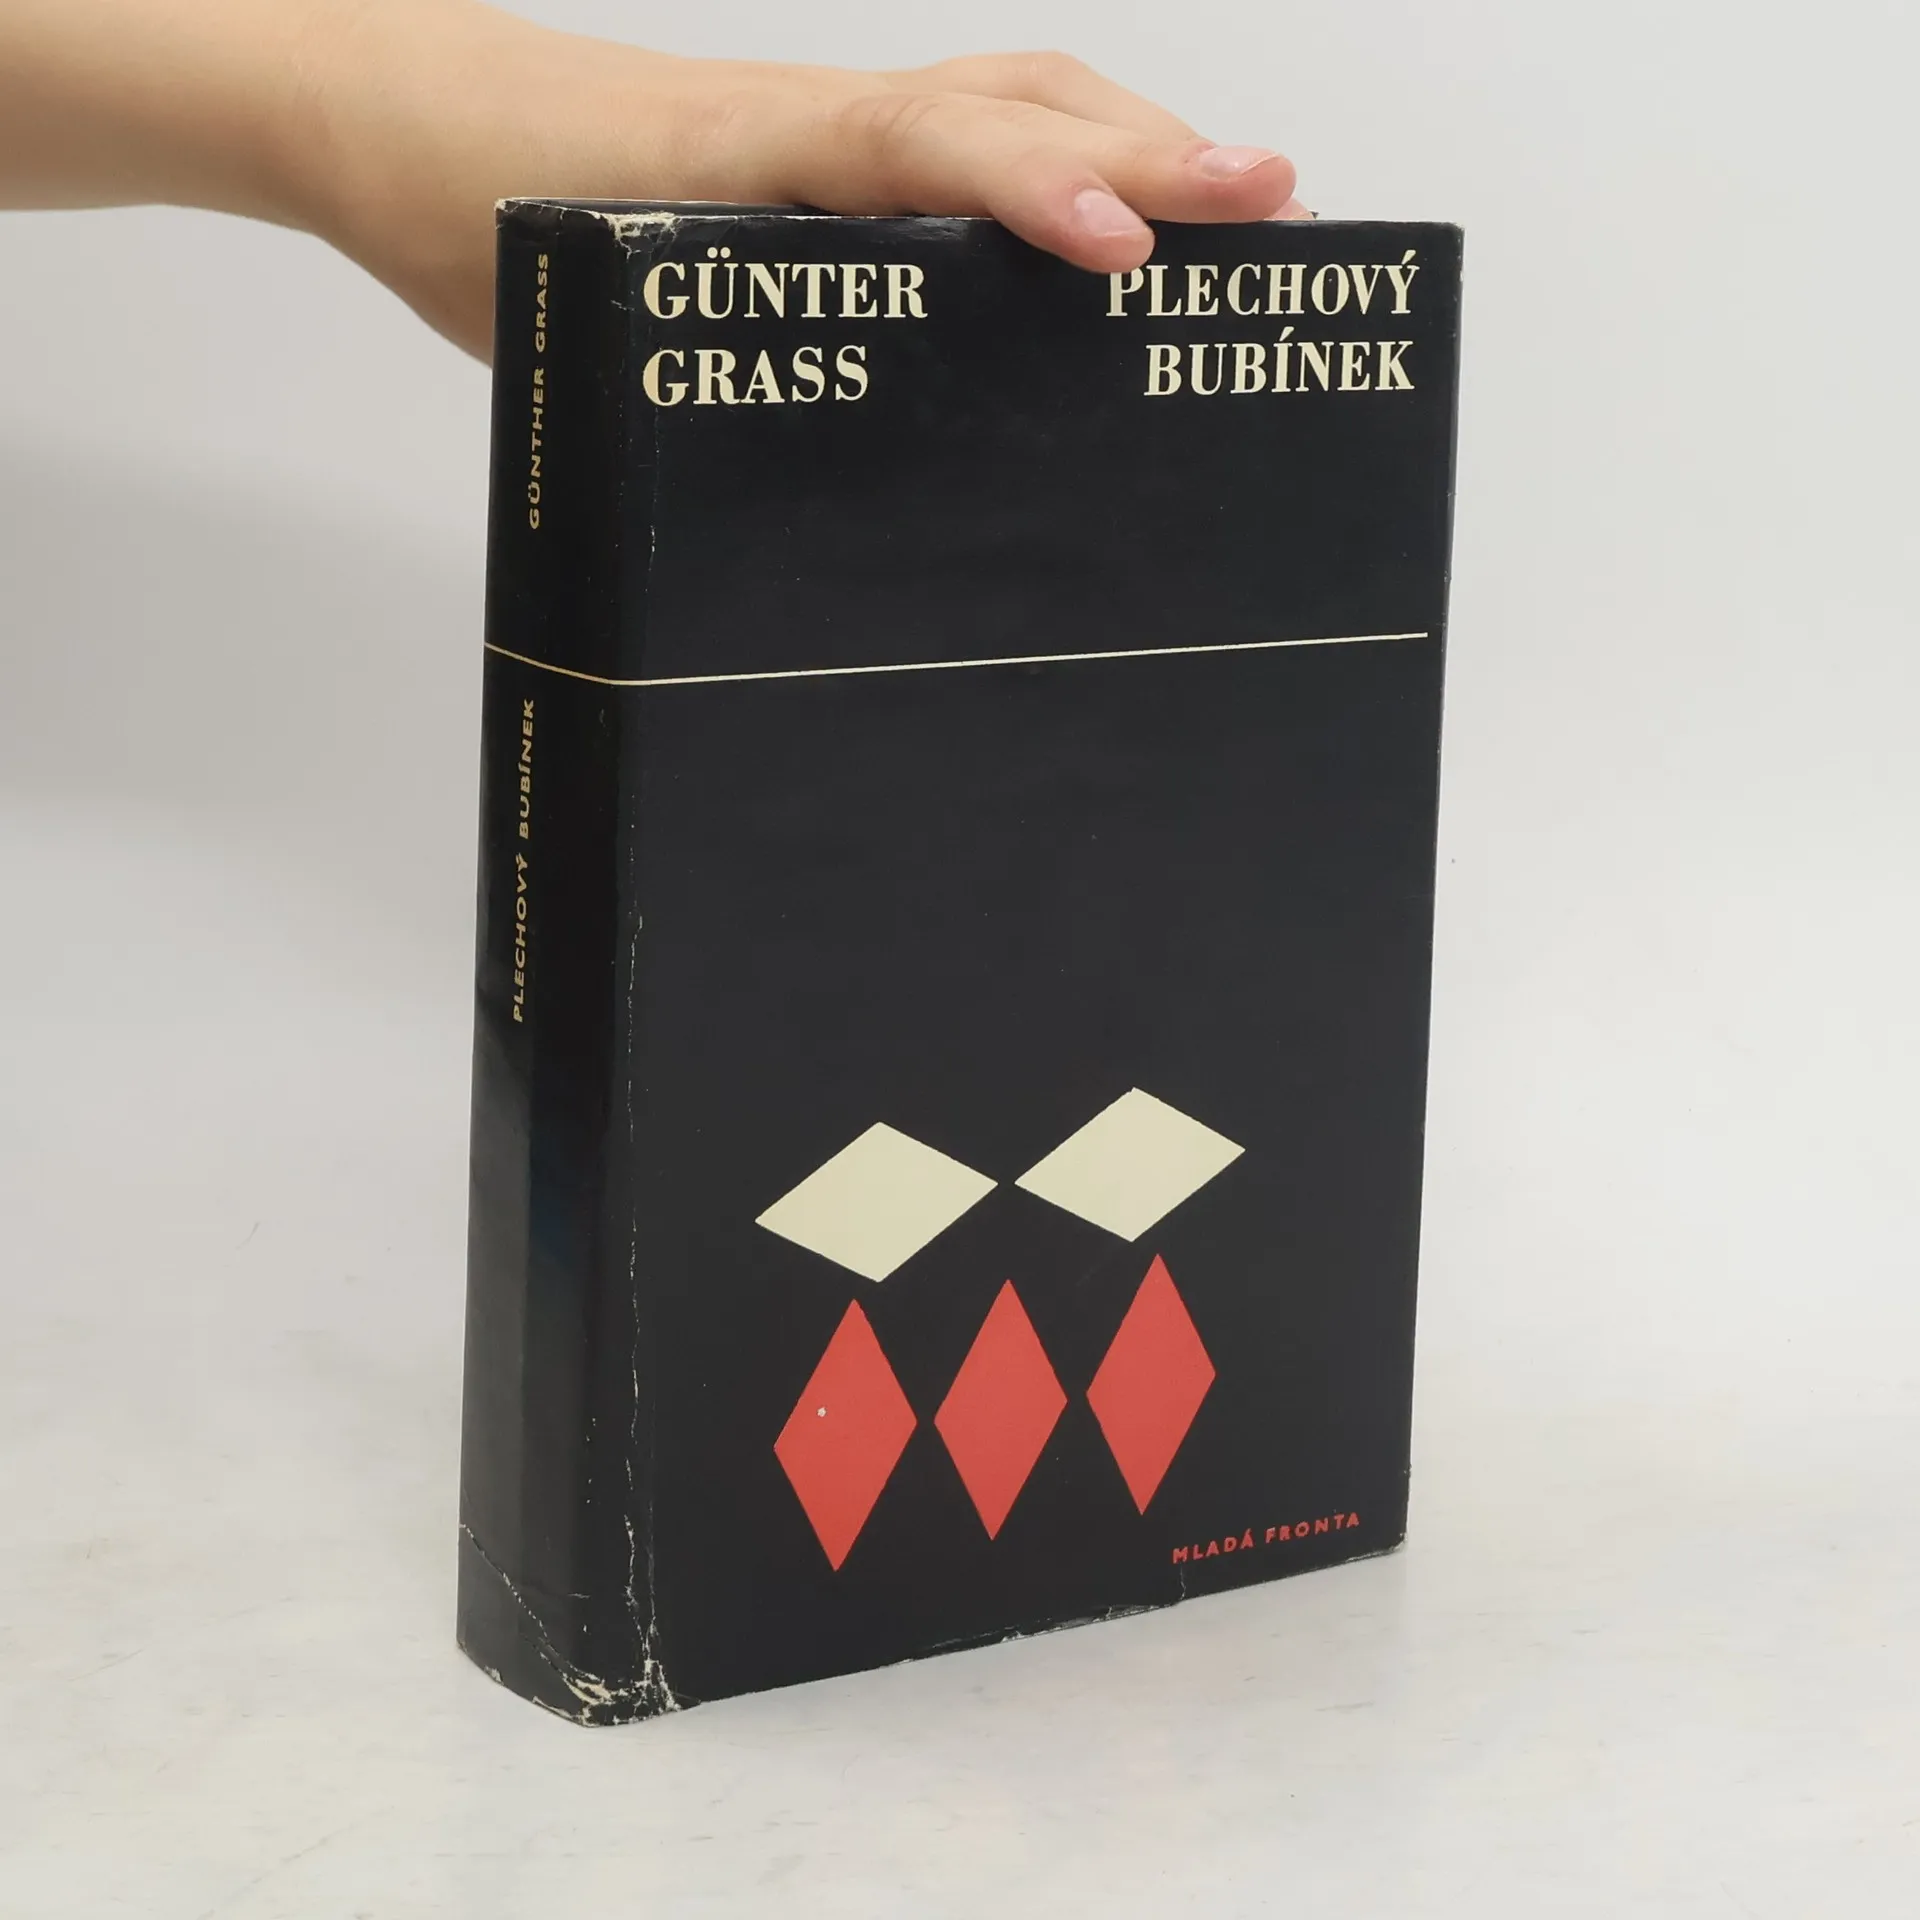 GÜNTER
GRASS
PLECHOVÝ
BUBÍNEK
GÜNTHER GRASS
PLECHOVÝ BUBÍNEK
MLADÁ FRONTA